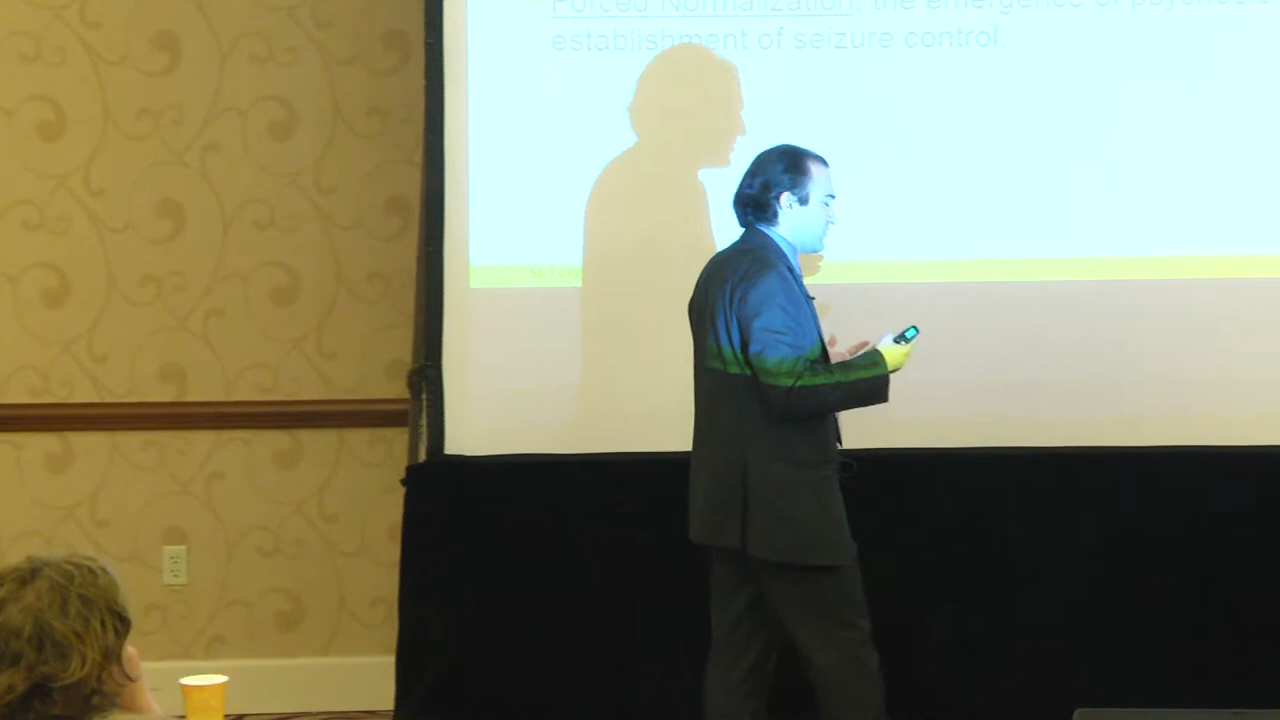 Forced Normalization: the emergence of psychosis
establishment of seizure control.